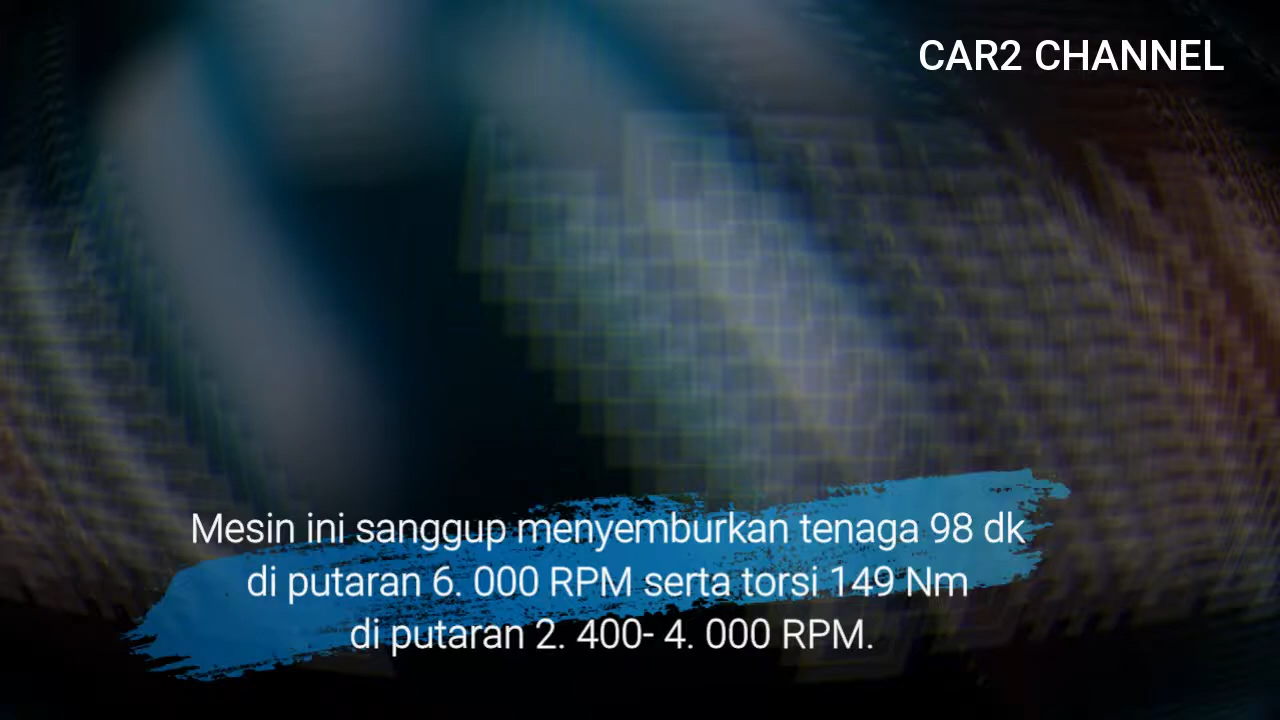 CAR2 CHANNEL
Mesin ini sanggup menyemburkan tenaga 98 dk
di putaran 6. 000 RPM serta torsi 149 Nm
di putaran 2. 400- 4. 000 RPM.